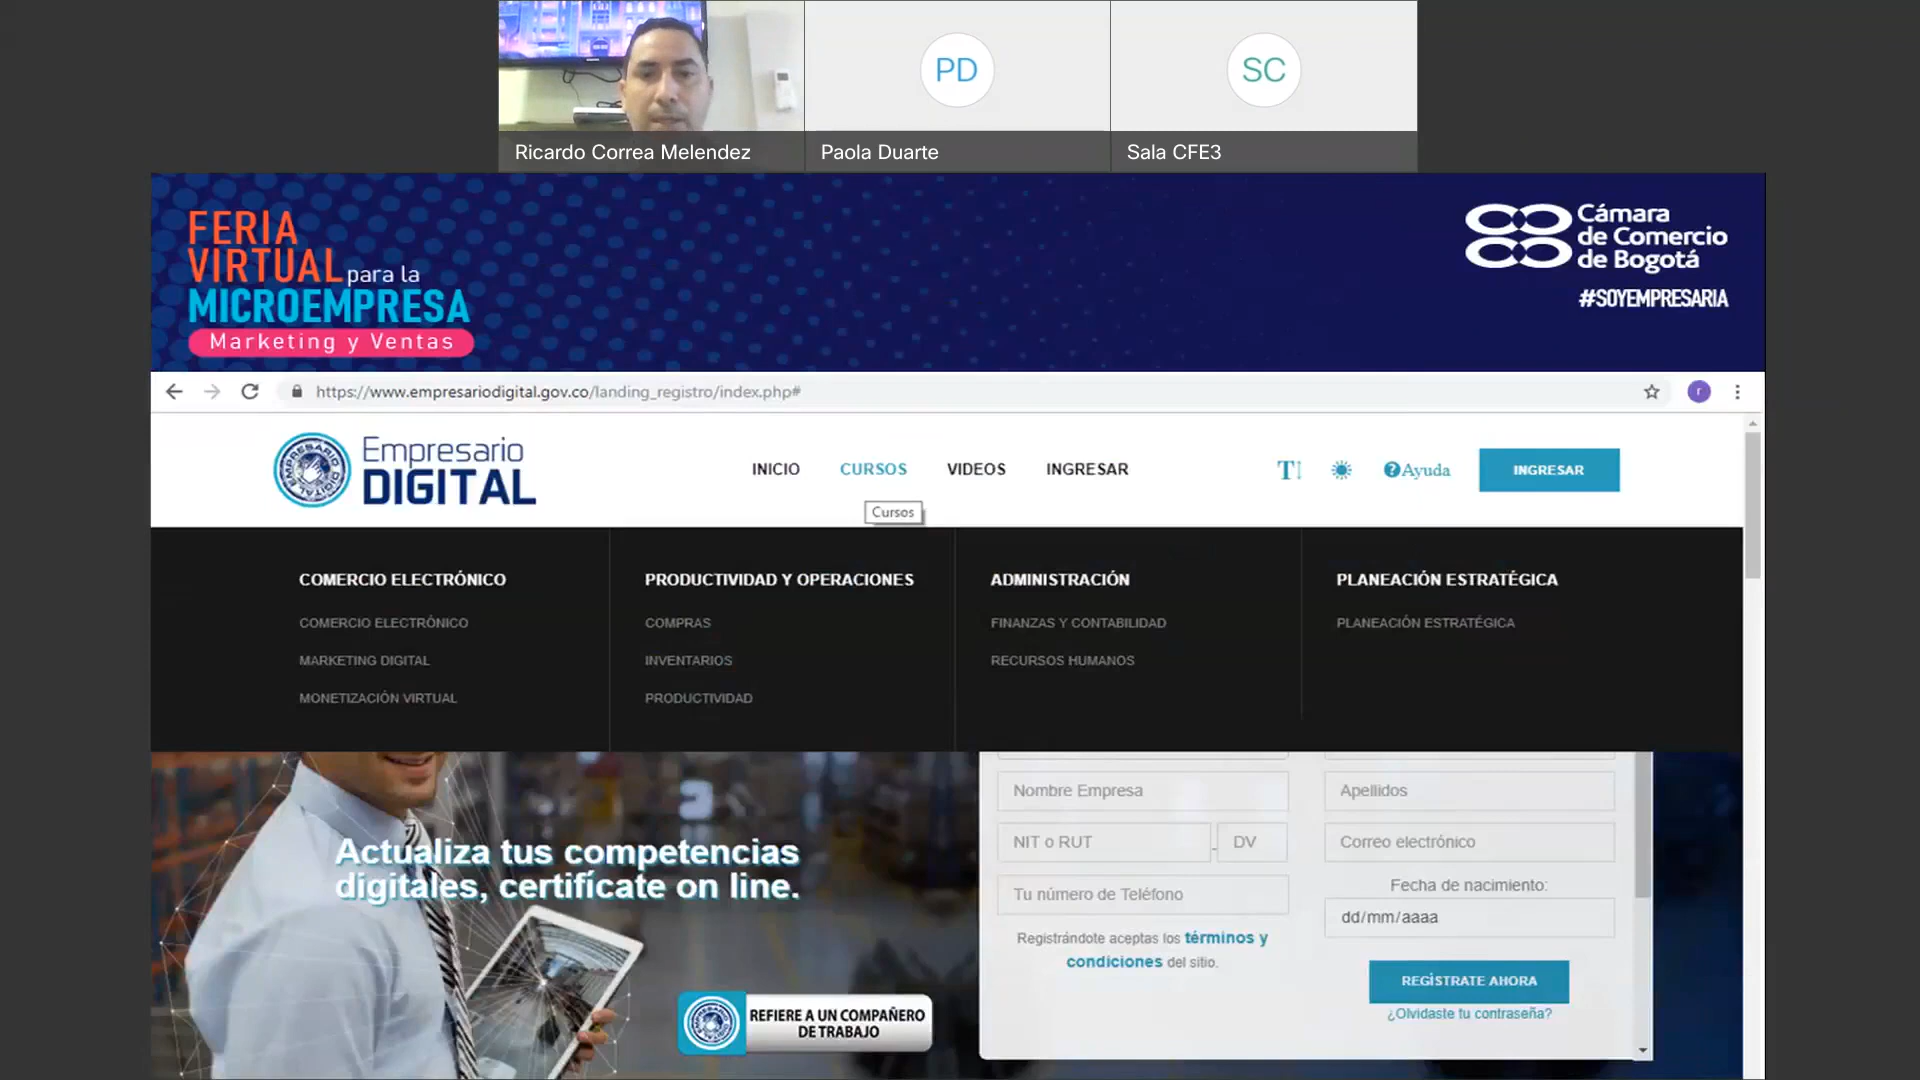 PD
SC
Ricardo Correa Melendez
Paola Duarte
Sala CFE3
FERIA
VIRTUAL para la
MICROEMPRESA
Marketing y Ventas
Cámara
de Comercio
de Bogotá
#SOYEMPRESARIA
https://www.empresariodigital.gov.co/landing_registro/index.php#
r
EMPRESARIO DIGITAL
Empresario
DIGITAL
INICIO
CURSOS
VIDEOS
INGRESAR
T
?Ayuda
INGRESAR
Cursos
COMERCIO ELECTRÓNICO
COMERCIO ELECTRÓNICO
MARKETING DIGITAL
MONETIZACIÓN VIRTUAL
PRODUCTIVIDAD Y OPERACIONES
COMPRAS
INVENTARIOS
PRODUCTIVIDAD
ADMINISTRACIÓN
FINANZAS Y CONTABILIDAD
RECURSOS HUMANOS
PLANEACIÓN ESTRATÉGICA
PLANEACIÓN ESTRATÉGICA
Actualiza tus competencias
digitales, certifícate on line.
REFIERE A UN COMPAÑERO
DE TRABAJO
Nombre Empresa
Apellidos
NIT o RUT
- DV
Correo electrónico
Tu número de Teléfono
Fecha de nacimiento:
dd/mm/aaaa
Registrándote aceptas los términos y
condiciones del sitio.
REGÌSTRATE AHORA
¿Olvidaste tu contraseña?